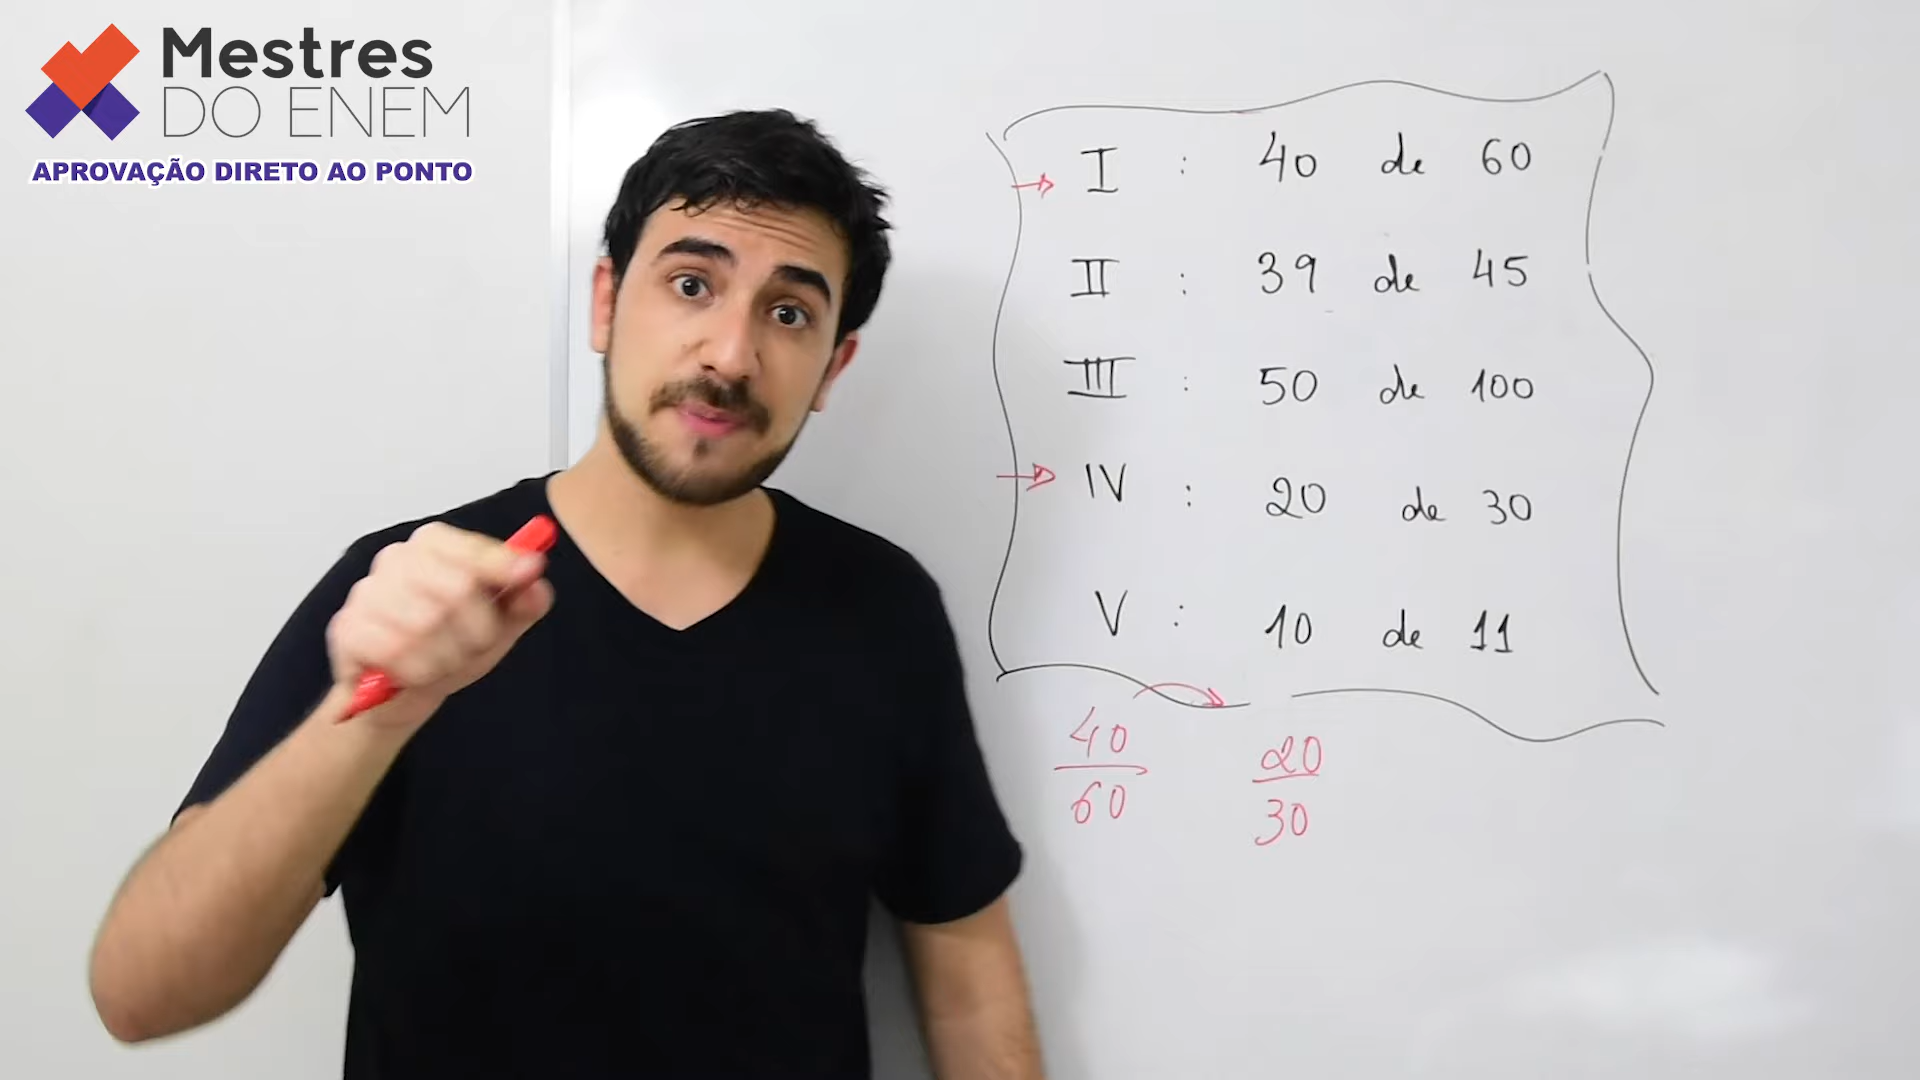 Mestres
DO ENEM
APROVAÇÃO DIRETO AO PONTO
I : 40 de 60
II : 39 de 45
III : 50 de 100
IV : 20 de 30
V : 10 de 11
40 20
60 30